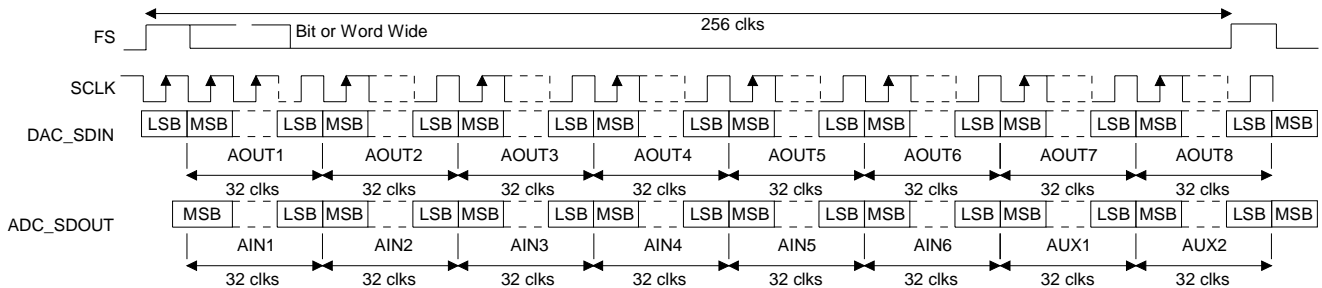 256 clks
FS
Bit or Word Wide
SCLK
DAC_SDIN
LSB MSB LSB MSB LSB MSB LSB MSB LSB MSB LSB MSB LSB MSB LSB MSB LSB MSB
AOUT1 AOUT2 AOUT3 AOUT4 AOUT5 AOUT6 AOUT7 AOUT8
32 clks 32 clks 32 clks 32 clks 32 clks 32 clks 32 clks 32 clks
ADC_SDOUT
MSB LSB MSB LSB MSB LSB MSB LSB MSB LSB MSB LSB MSB LSB MSB LSB MSB
AIN1 AIN2 AIN3 AIN4 AIN5 AIN6 AUX1 AUX2
32 clks 32 clks 32 clks 32 clks 32 clks 32 clks 32 clks 32 clks